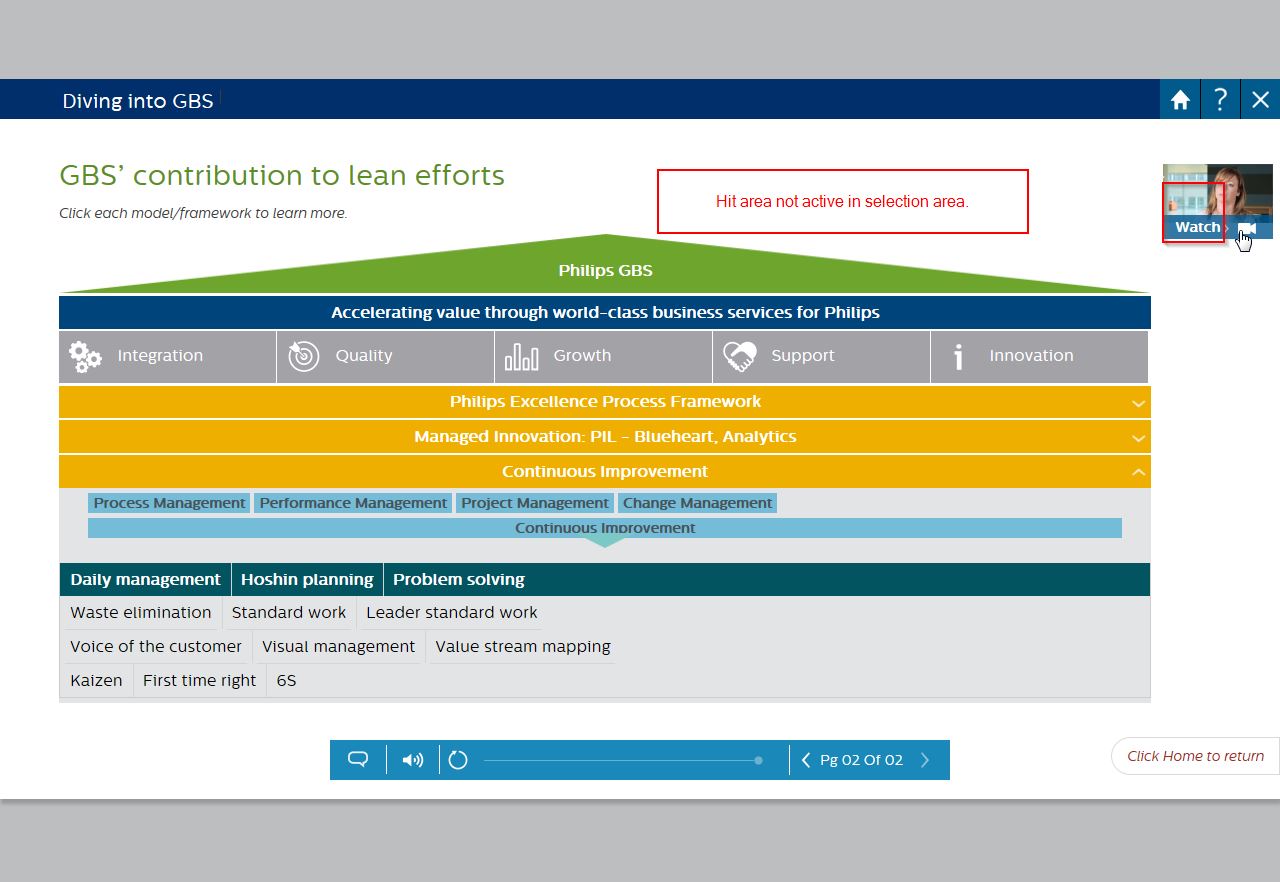 Diving into GBS
?
GBS’ contribution to lean efforts
Click each model/framework to learn more.
Hit area not active in selection area.
Watch
Philips GBS
Accelerating value through world-class business services for Philips
Integration
Quality
Growth
Support
Innovation
Philips Excellence Process Framework
Managed Innovation: PIL - Blueheart, Analytics
Continuous Improvement
Process Management Performance Management Project Management Change Management
Continuous Improvement
Daily management Hoshin planning Problem solving
Waste elimination Standard work Leader standard work
Voice of the customer Visual management Value stream mapping
Kaizen First time right 6S
Pg 02 Of 02
Click Home to return